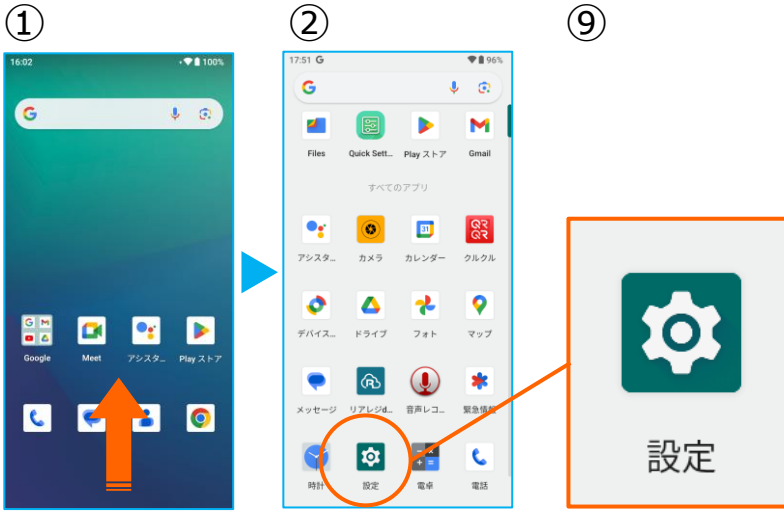 ① ② ⑨
16:02 100%
Google Meet アシスタ... Play ストア
17:51 G 96%
Files Quick Sett... Play ストア Gmail
すべてのアプリ
31
QR
QR
アシスタ... カメラ カレンダー クルクル
デバイス... ドライブ フォト マップ
メッセージ リアレジd... 音声レコ... 緊急情報
時計 設定 電卓 電話
設定